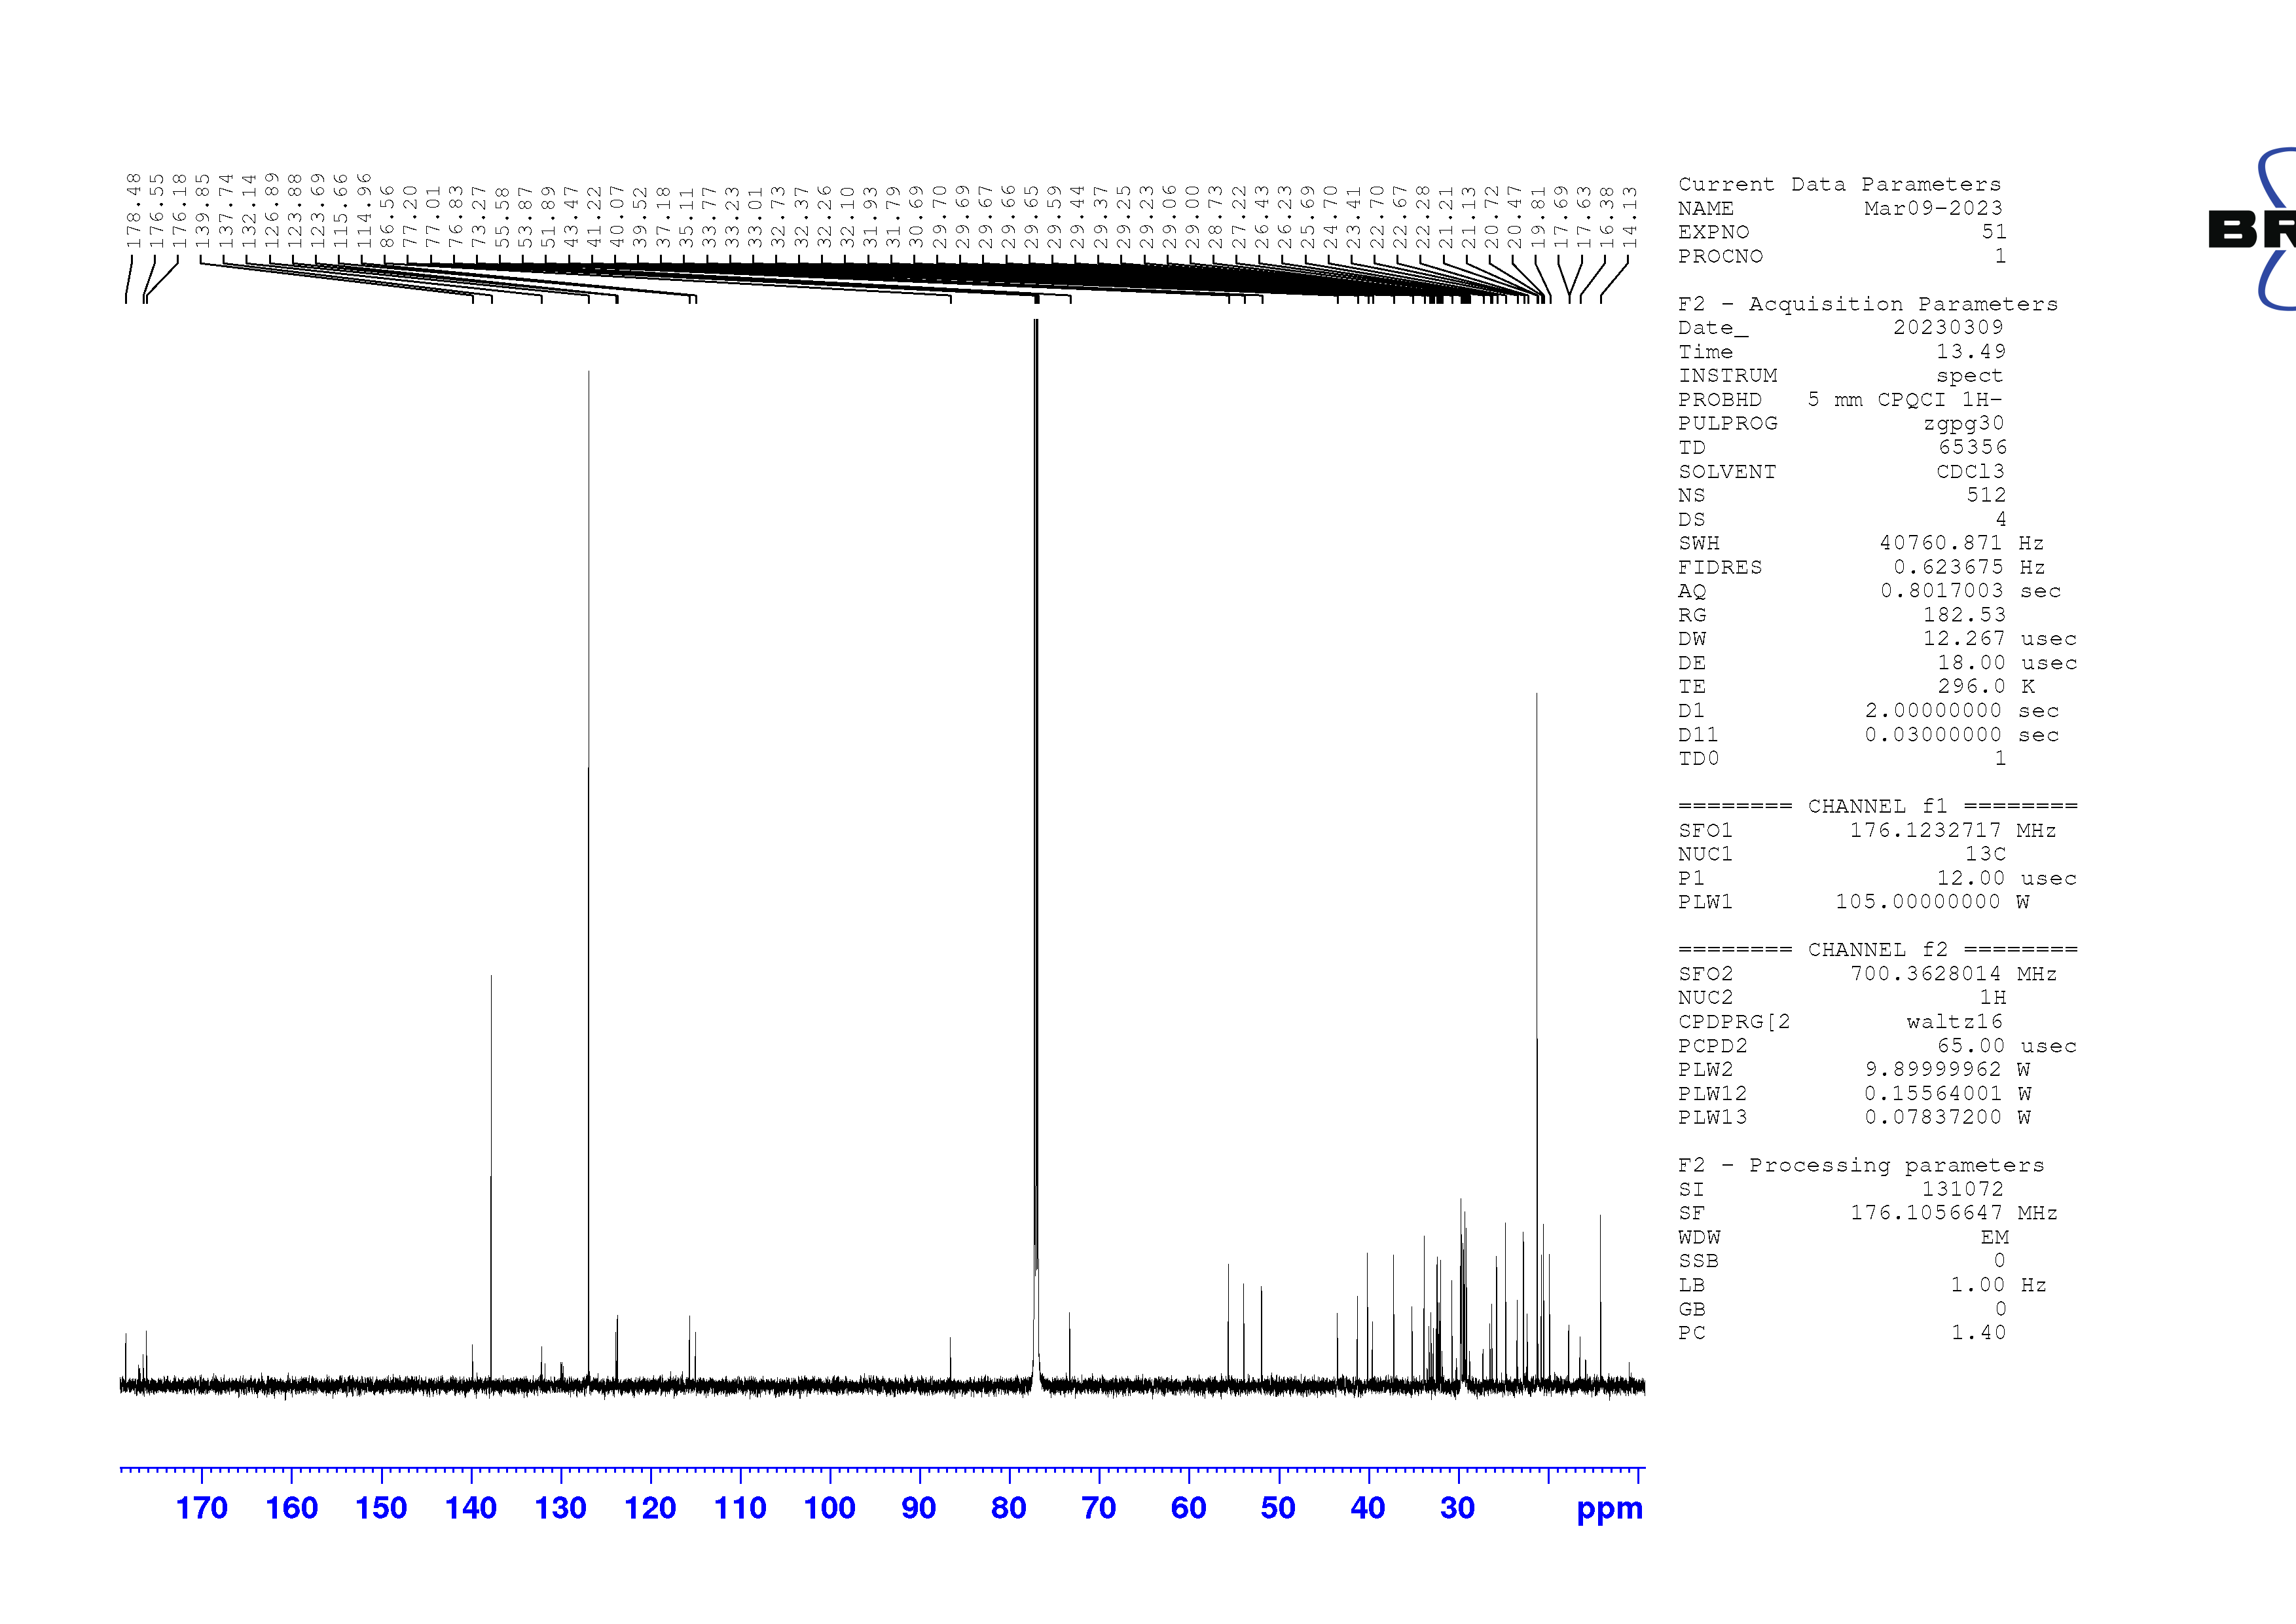 178.48
176.55
176.18
139.85
137.74
132.14
126.89
123.88
123.69
115.66
114.96
86.56
77.20
77.01
76.83
73.27
55.58
53.87
51.89
43.47
41.22
40.07
39.52
37.18
35.11
33.77
33.23
33.01
32.73
32.37
32.26
32.10
31.93
31.79
30.69
29.70
29.69
29.67
29.66
29.65
29.59
29.44
29.37
29.25
29.23
29.06
29.00
28.73
27.22
26.43
26.23
25.69
24.70
23.41
22.70
22.67
22.28
21.21
21.13
20.72
20.47
19.81
17.69
17.63
16.38
14.13
Current Data Parameters
NAME Mar09-2023
EXPNO 51
PROCNO 1
F2 - Acquisition Parameters
Date_ 20230309
Time 13.49
INSTRUM spect
PROBHD 5 mm CPQCI 1H-
PULPROG zgpg30
TD 65356
SOLVENT CDCl3
NS 512
DS 4
SWH 40760.871 Hz
FIDRES 0.623675 Hz
AQ 0.8017003 sec
RG 182.53
DW 12.267 usec
DE 18.00 usec
TE 296.0 K
D1 2.00000000 sec
D11 0.03000000 sec
TD0 1
======== CHANNEL f1 ========
SFO1 176.1232717 MHz
NUC1 13C
P1 12.00 usec
PLW1 105.00000000 W
======== CHANNEL f2 ========
SFO2 700.3628014 MHz
NUC2 1H
CPDPRG[2 waltz16
PCPD2 65.00 usec
PLW2 9.89999962 W
PLW12 0.15564001 W
PLW13 0.07837200 W
F2 - Processing parameters
SI 131072
SF 176.1056647 MHz
WDW EM
SSB 0
LB 1.00 Hz
GB 0
PC 1.40
170 160 150 140 130 120 110 100 90 80 70 60 50 40 30 ppm